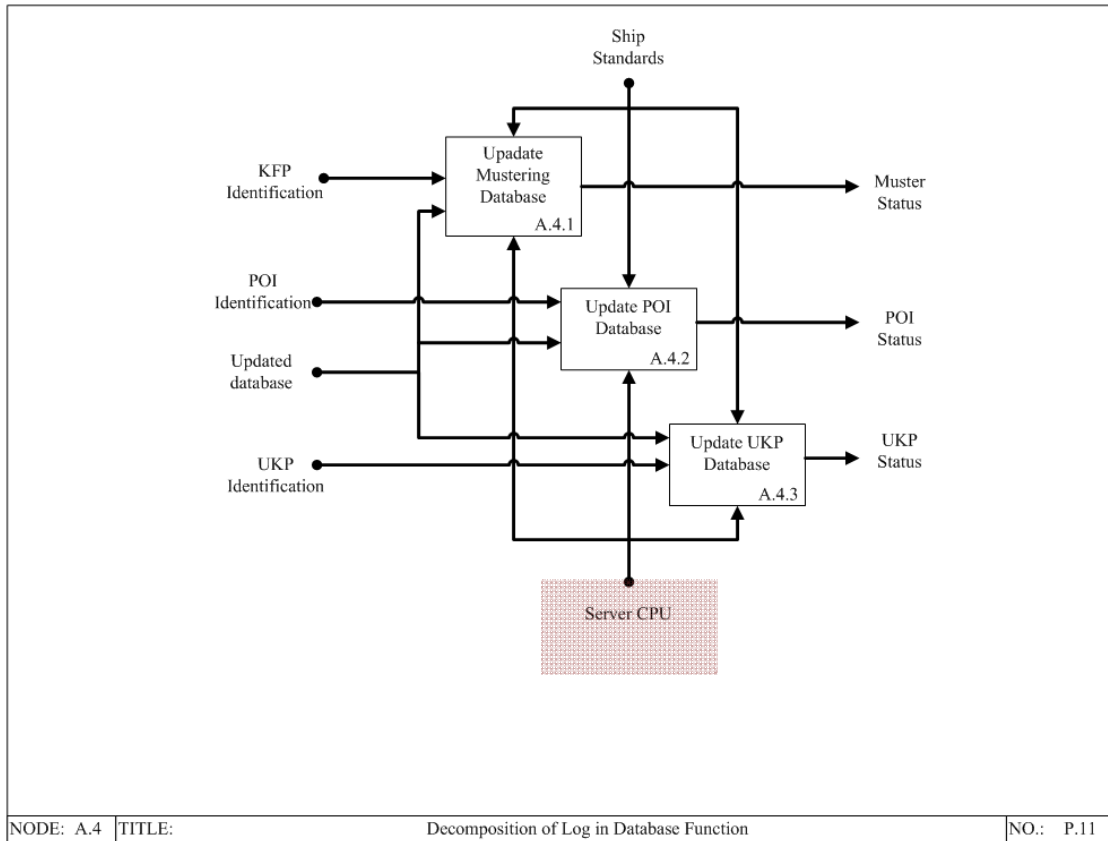 Ship
Standards
Upadate
Mustering
Database
A.4.1
KFP
Identification
Muster
Status
POI
Identification
Update POI
Database
A.4.2
POI
Status
Updated
database
Update UKP
Database
A.4.3
UKP
Status
UKP
Identification
Server CPU
NODE: A.4 TITLE: Decomposition of Log in Database Function NO.: P.11